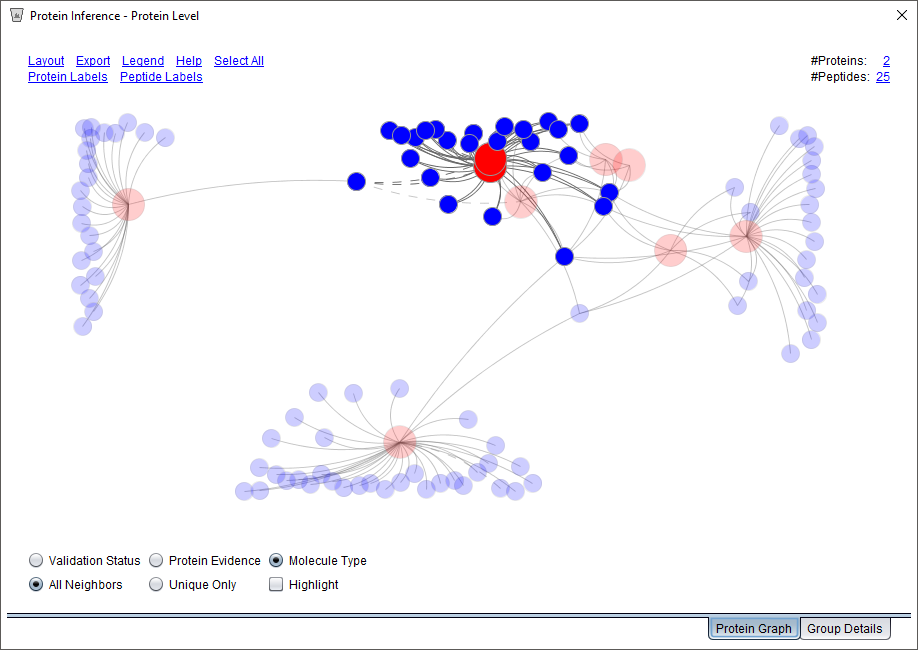 Protein Inference - Protein Level
Layout Export Legend Help Select All #Proteins: 2
Protein Labels Peptide Labels #Peptides: 25
Validation Status Protein Evidence Molecule Type
All Neighbors Unique Only Highlight
Protein Graph Group Details